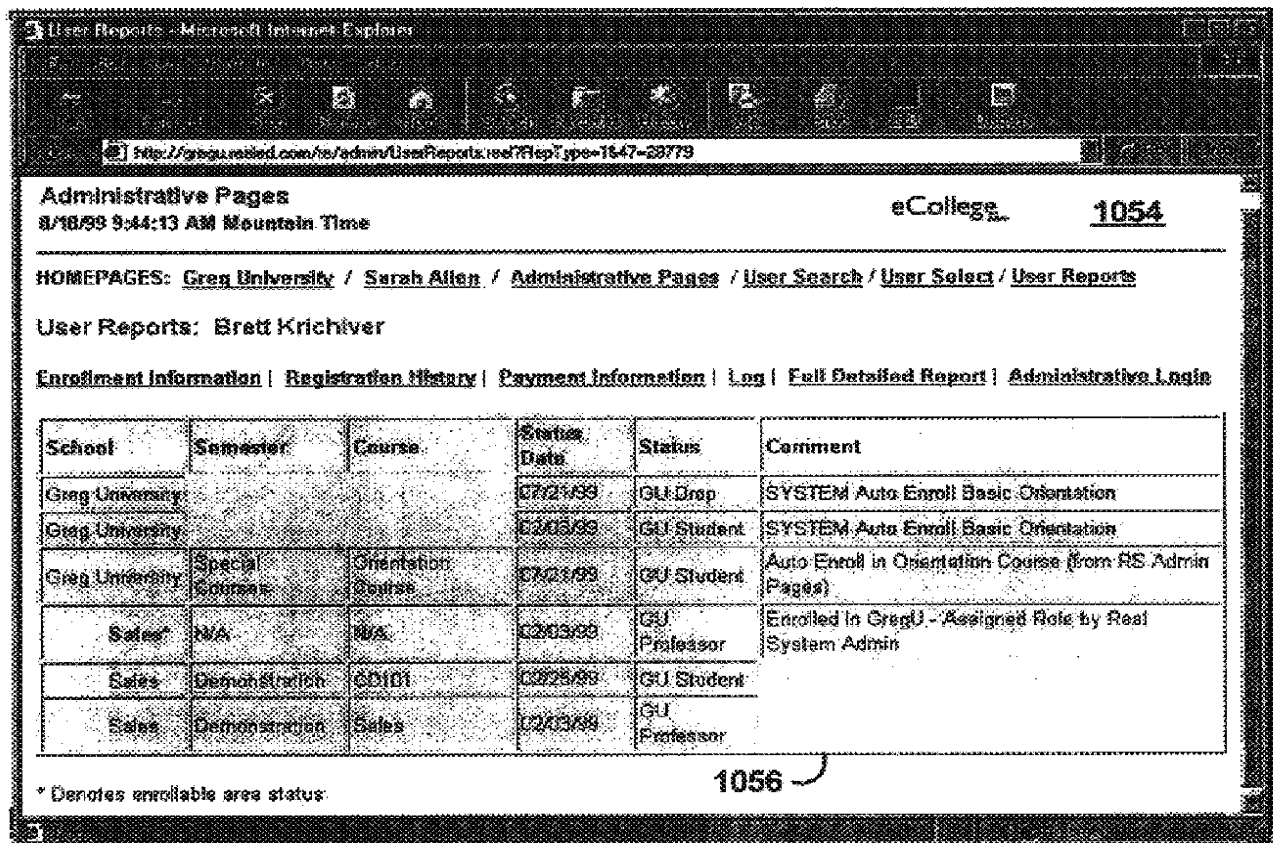 User Reports - Microsoft Internet Explorer
Administrative Pages
8/18/99 9:44:13 AM Mountain Time
eCollege
1054
HOMEPAGES: Greg University / Sarah Allen / Administrative Pages / User Search / User Select / User Reports
User Reports: Brett Krichiver
Enrollment Information | Registration History | Payment Information | Log | Full Detailed Report | Administrative Login
School Semester Course Status Date Status Comment
Greg University 07/21/99 GU Drop SYSTEM Auto Enroll Basic Orientation
Greg University 02/03/99 GU Student SYSTEM Auto Enroll Basic Orientation
Greg University Special Courses Orientation Course 07/21/99 GU Student Auto Enroll in Orientation Course (from RS Admin Pages)
Sales* N/A N/A 02/03/99 GU Professor Enrolled in GregU - Assigned Role by Real System Admin
Sales Demonstration CD101 GU Student
Sales Demonstration Sales 02/03/99 GU Professor
1056
* Denotes enrollable area status